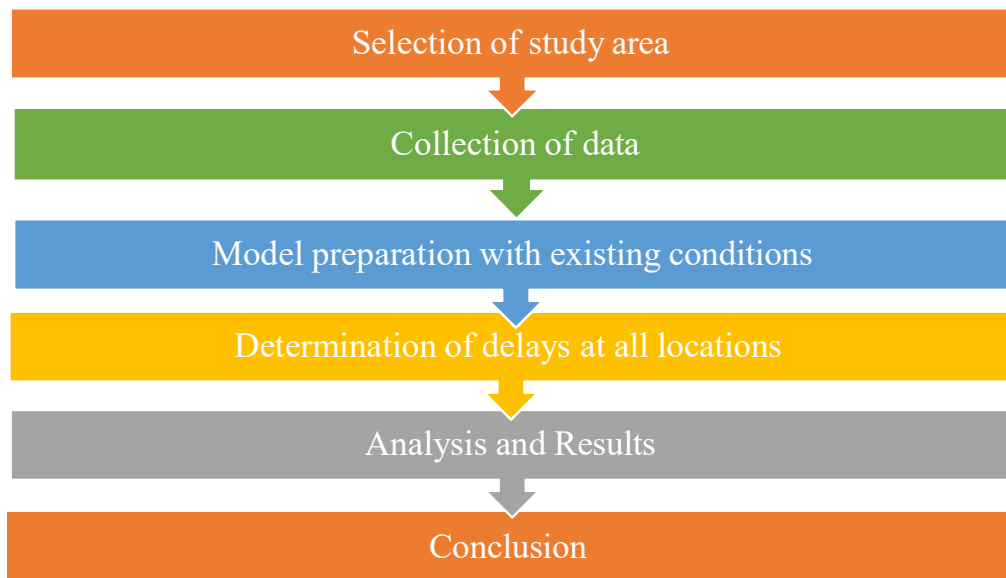 Selection of study area
Collection of data
Model preparation with existing conditions
Determination of delays at all locations
Analysis and Results
Conclusion